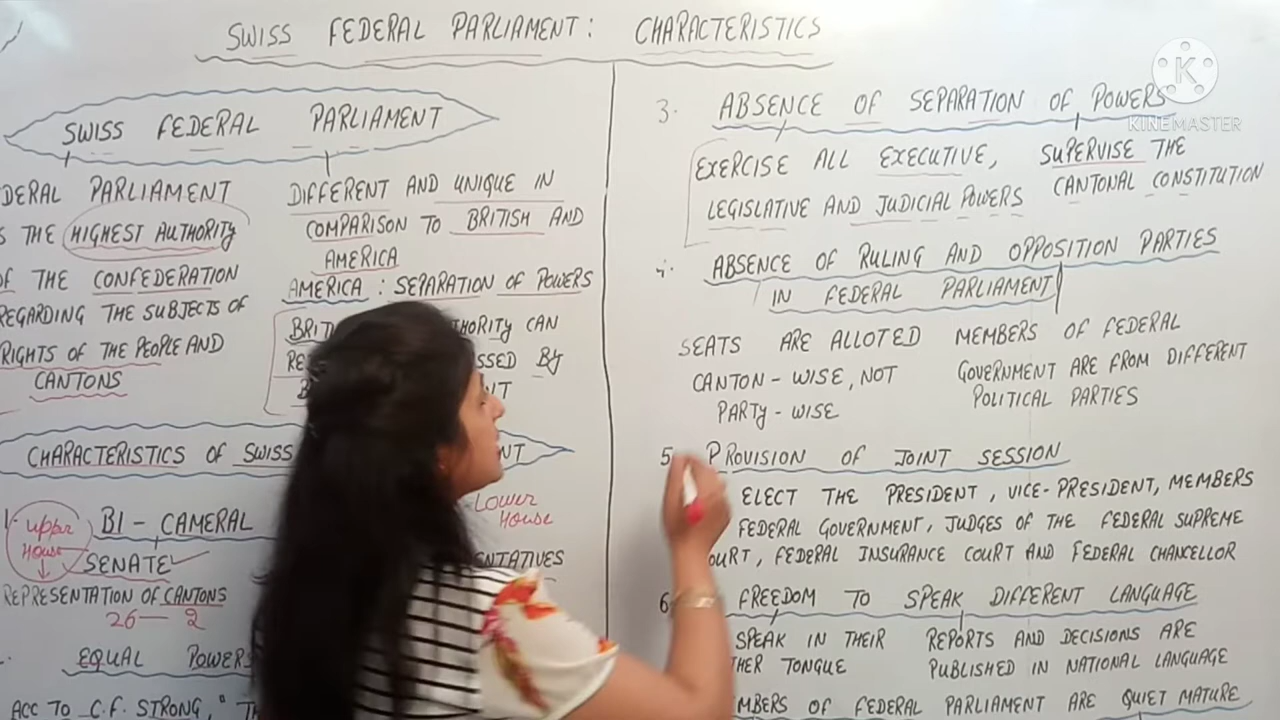 SWISS FEDERAL PARLIAMENT: CHARACTERISTICS
SWISS FEDERAL PARLIAMENT
DERAL PARLIAMENT
S THE HIGHEST AUTHORITY
OF THE CONFEDERATION
REGARDING THE SUBJECTS OF
RIGHTS OF THE PEOPLE AND
CANTONS
DIFFERENT AND UNIQUE IN
COMPARISON TO BRITISH AND
AMERICA
AMERICA : SEPARATION OF POWERS
CAN
BY
CHARACTERISTICS OF SWISS
1. BI - CAMERAL
upper
House
SENATE
Lower
House
REPRESENTATION OF CANTONS
26 — 2
EQUAL POWERS
ACC TO C.F. STRONG, "
3. ABSENCE OF SEPARATION OF POWERS
EXERCISE ALL EXECUTIVE,
LEGISLATIVE AND JUDICIAL POWERS
SUPERVISE THE
CANTONAL CONSTITUTION
4. ABSENCE OF RULING AND OPPOSITION PARTIES
IN FEDERAL PARLIAMENT
SEATS ARE ALLOTED
CANTON - WISE, NOT
PARTY - WISE
MEMBERS OF FEDERAL
GOVERNMENT ARE FROM DIFFERENT
POLITICAL PARTIES
5. PROVISION OF JOINT SESSION
ELECT THE PRESIDENT, VICE-PRESIDENT, MEMBERS
FEDERAL GOVERNMENT, JUDGES OF THE FEDERAL SUPREME
OURT, FEDERAL INSURANCE COURT AND FEDERAL CHANCELLOR
6. FREEDOM TO SPEAK DIFFERENT LANGUAGE
SPEAK IN THEIR
HER TONGUE
REPORTS AND DECISIONS ARE
PUBLISHED IN NATIONAL LANGUAGE
MBERS OF FEDERAL PARLIAMENT ARE QUIET MATURE
K
KINEMASTER